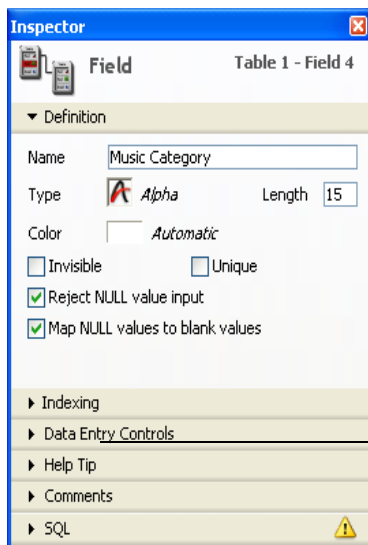 Inspector
Field Table 1 - Field 4
Definition
Name Music Category
Type Alpha Length 15
Color Automatic
Invisible Unique
Reject NULL value input
Map NULL values to blank values
Indexing
Data Entry Controls
Help Tip
Comments
SQL